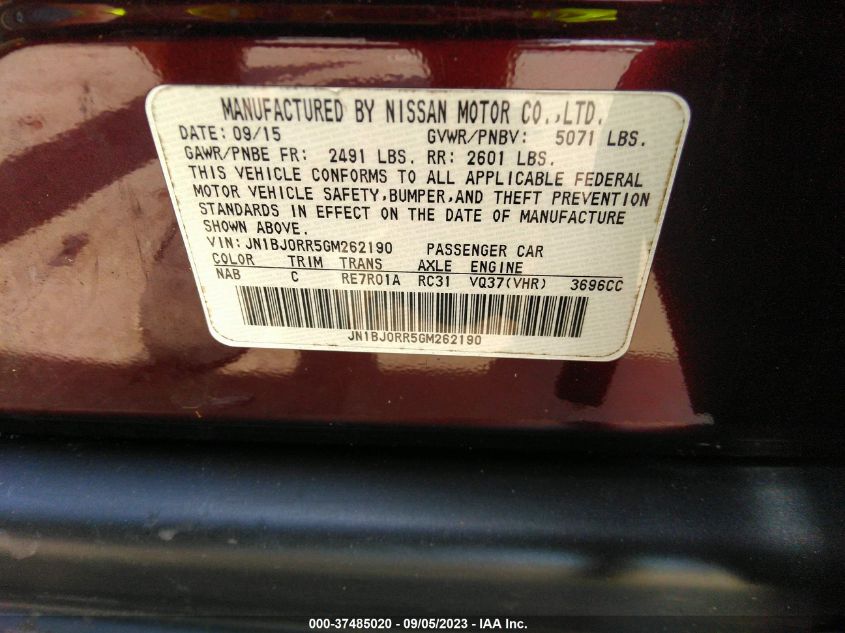 MANUFACTURED BY NISSAN MOTOR CO.,LTD.
DATE: 09/15 GVWR/PNBV: 5071 LBS.
GAWR/PNBE FR: 2491 LBS. RR: 2601 LBS.
THIS VEHICLE CONFORMS TO ALL APPLICABLE FEDERAL
MOTOR VEHICLE SAFETY,BUMPER,AND THEFT PREVENTION
STANDARDS IN EFFECT ON THE DATE OF MANUFACTURE
SHOWN ABOVE.
VIN: JN1BJ0RR5GM262190 PASSENGER CAR
COLOR TRIM TRANS AXLE ENGINE
NAB C RE7R01A RC31 VQ37(VHR) 3696CC
JN1BJ0RR5GM262190
000-37485020 - 09/05/2023 - IAA Inc.